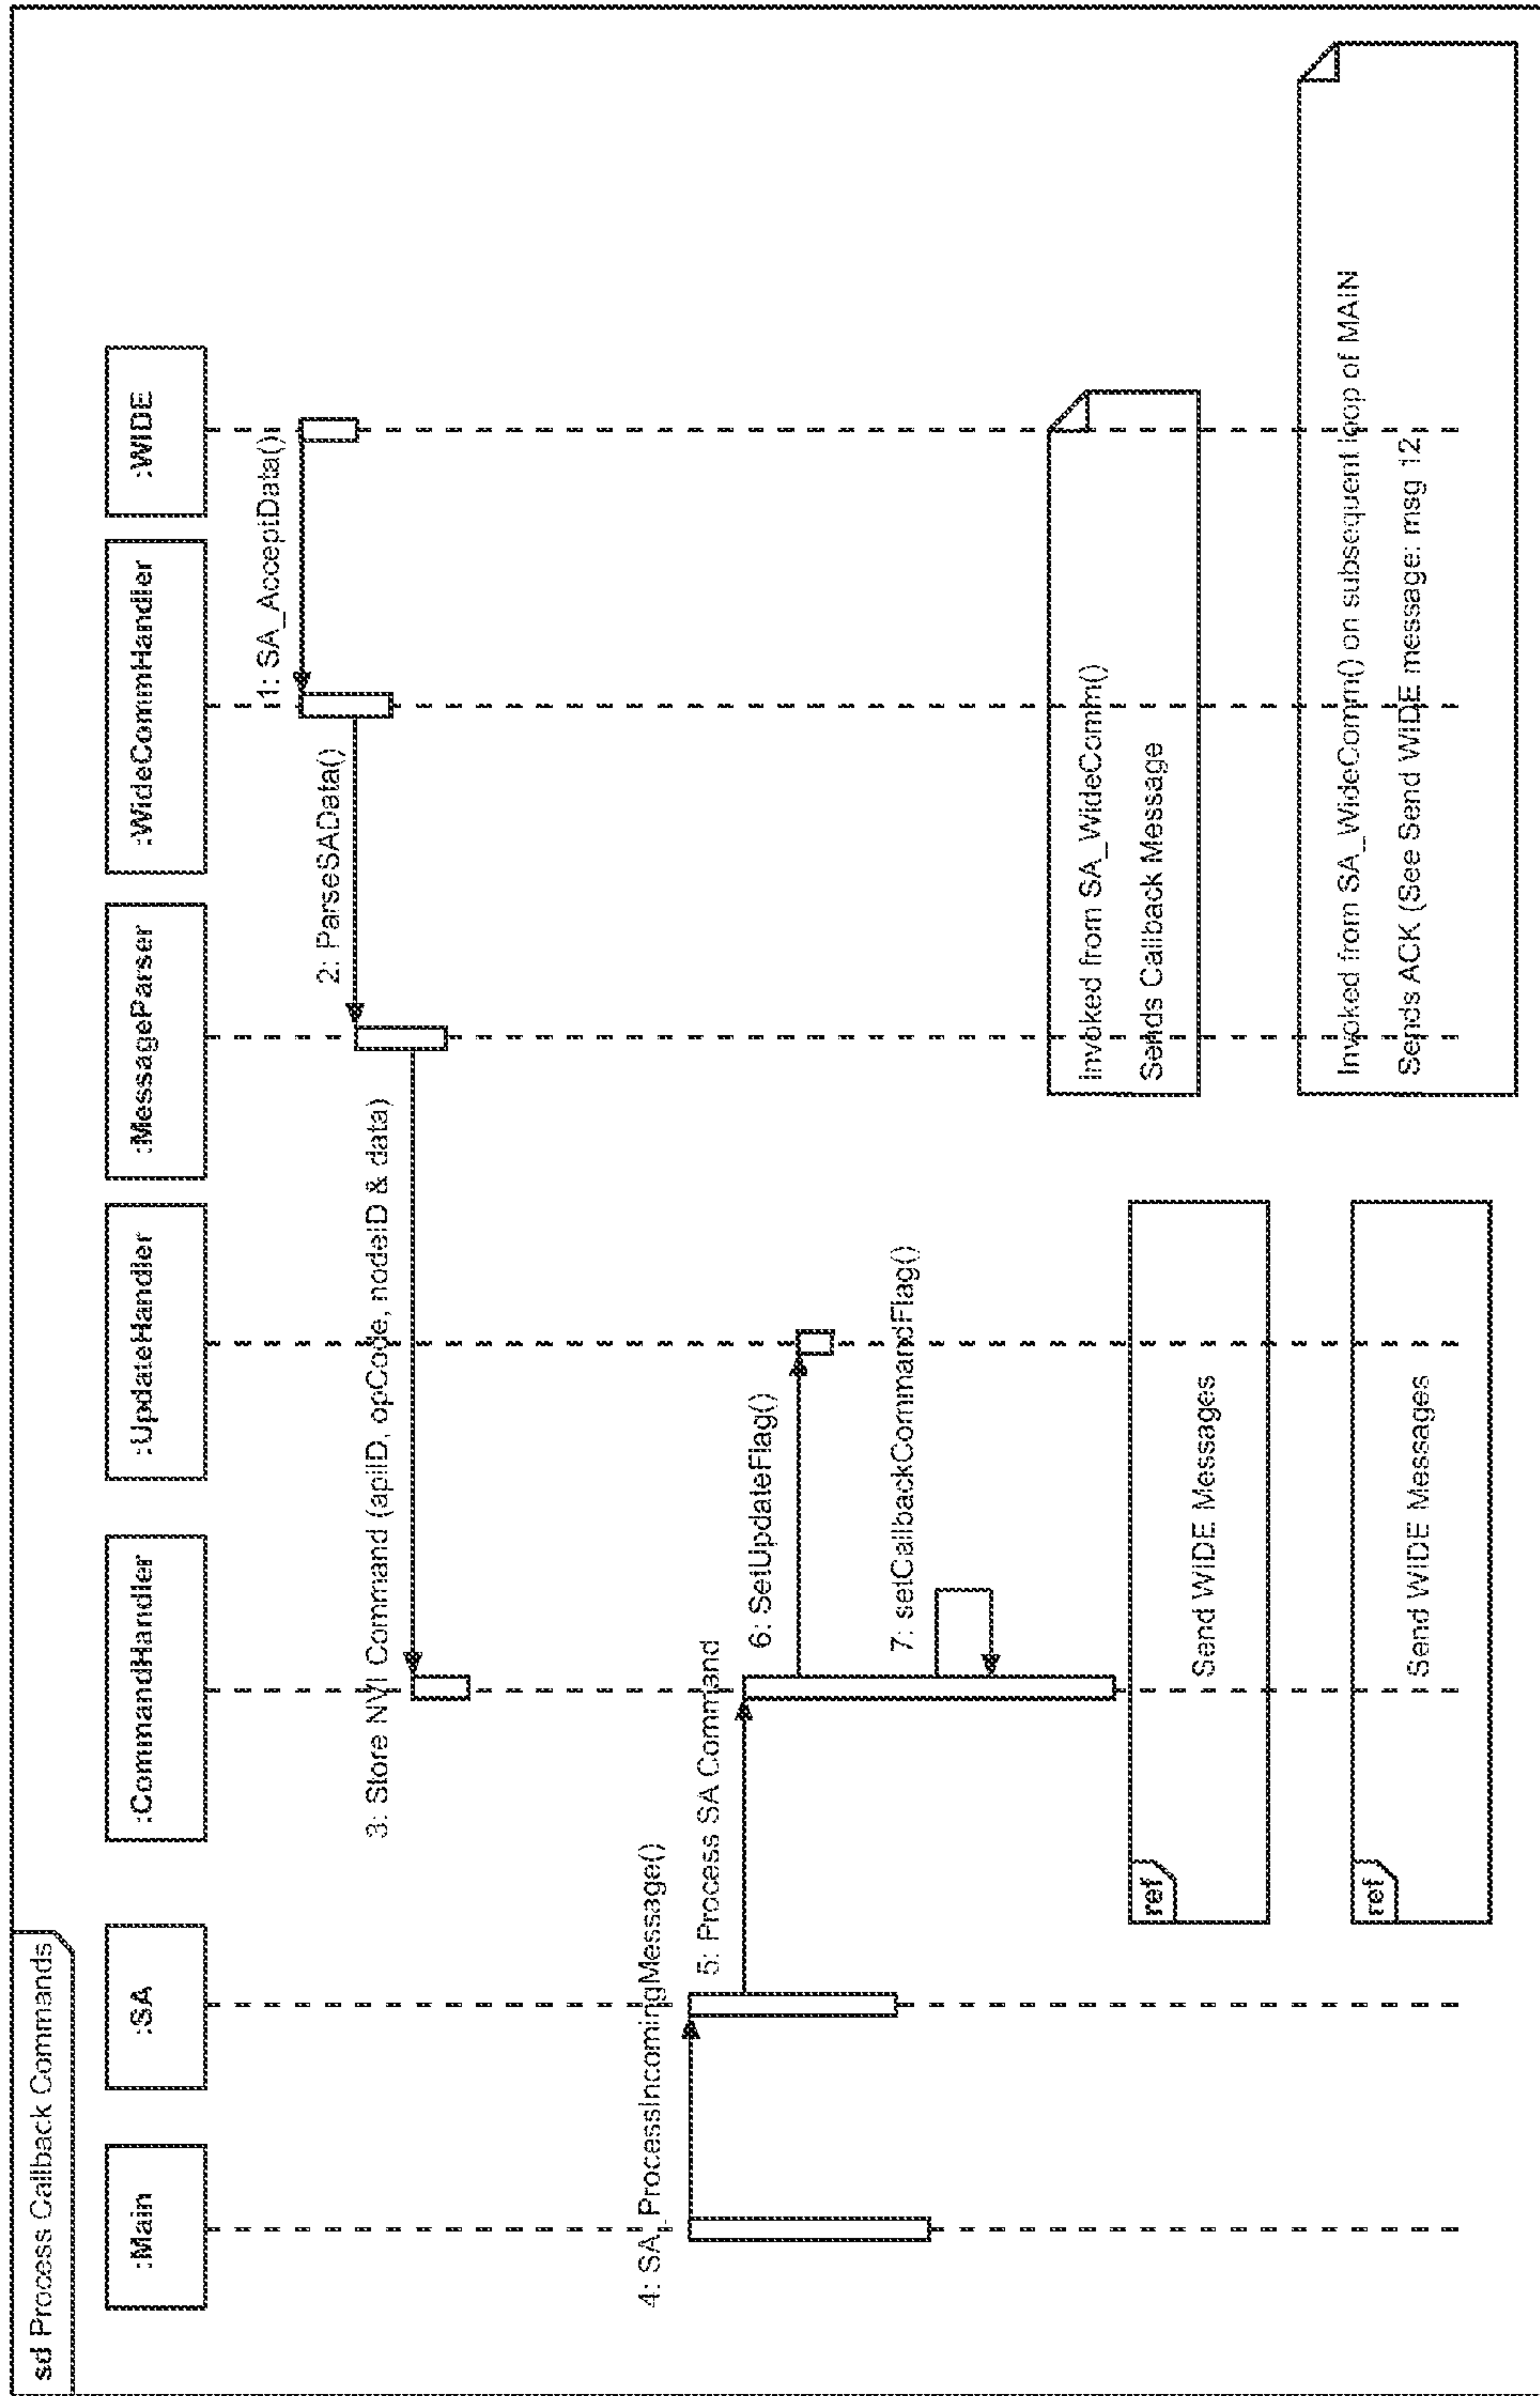 sd Process Callback Commands
:Main
:SA
:CommandHandler
:UpdateHandler
:MessageParser
:WideCommHandler
:WIDE
1: SA_AcceptData()
2: ParseSAData()
3: Store NVI Command (apiID, opCode, nodeID & data)
4: SA_ProcessIncomingMessage()
5: Process SA Command
6: SetUpdateFlag()
7: setCallbackCommandFlag()
Invoked from SA_WideComm()
Sends Callback Message
ref
Send WIDE Messages
Invoked from SA_WideComm() on subsequent loop of MAIN
Sends ACK (See Send WIDE message: msg 12
ref
Send WIDE Messages